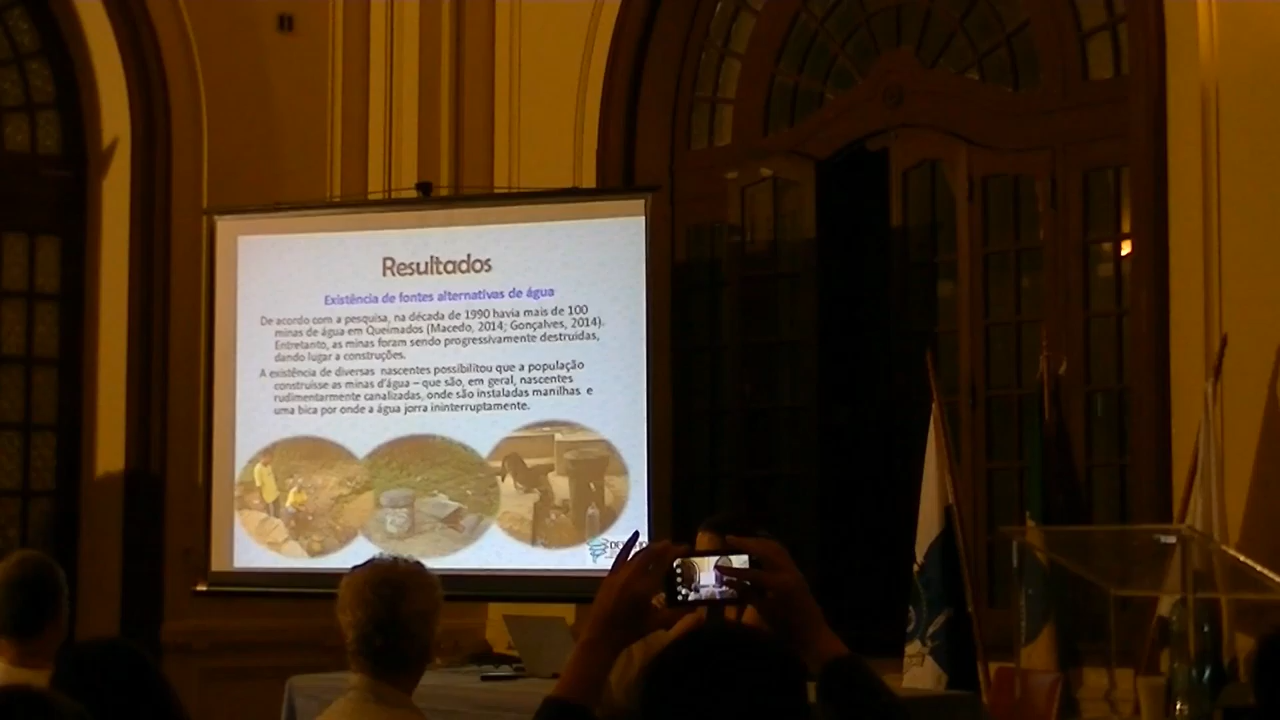 Resultados
Existência de fontes alternativas de água
De acordo com a pesquisa, na década de 1990 havia mais de 100
minas de água em Queimados (Macedo, 2014; Gonçalves, 2014).
Entretanto, as minas foram sendo progressivamente destruídas,
dando lugar a construções.
A existência de diversas nascentes possibilitou que a população
construísse as minas d'água – que são, em geral, nascentes
rudimentarmente canalizadas, onde são instaladas manilhas e
uma bica por onde a água jorra ininterruptamente.